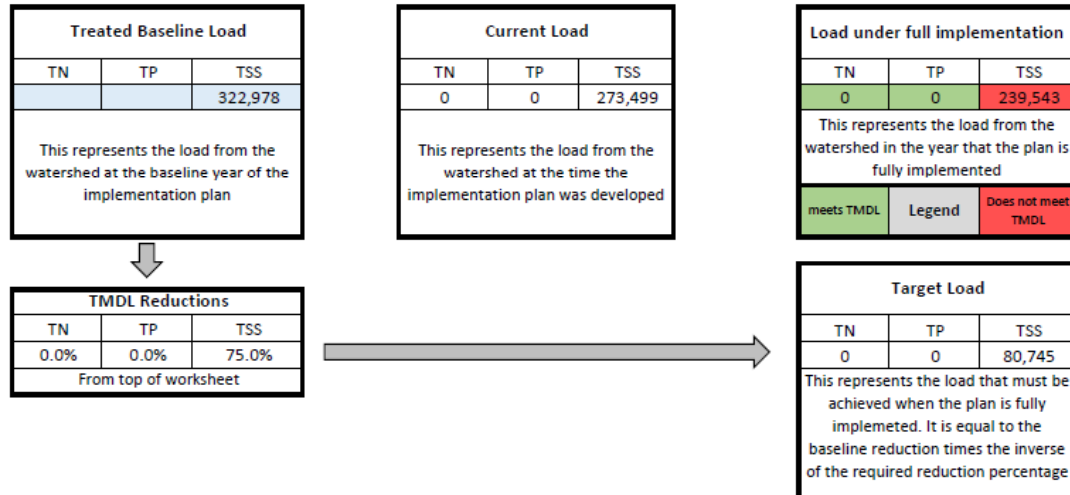 Treated Baseline Load
TN TP TSS
322,978
This represents the load from the
watershed at the baseline year of the
implementation plan
Current Load
TN TP TSS
0 0 273,499
This represents the load from the
watershed at the time the
implementation plan was developed
Load under full implementation
TN TP TSS
0 0 239,543
This represents the load from the
watershed in the year that the plan is
fully implemented
meets TMDL Legend Does not meet
TMDL
TMDL Reductions
TN TP TSS
0.0% 0.0% 75.0%
From top of worksheet
Target Load
TN TP TSS
0 0 80,745
This represents the load that must be
achieved when the plan is fully
implemeted. It is equal to the
baseline reduction times the inverse
of the required reduction percentage